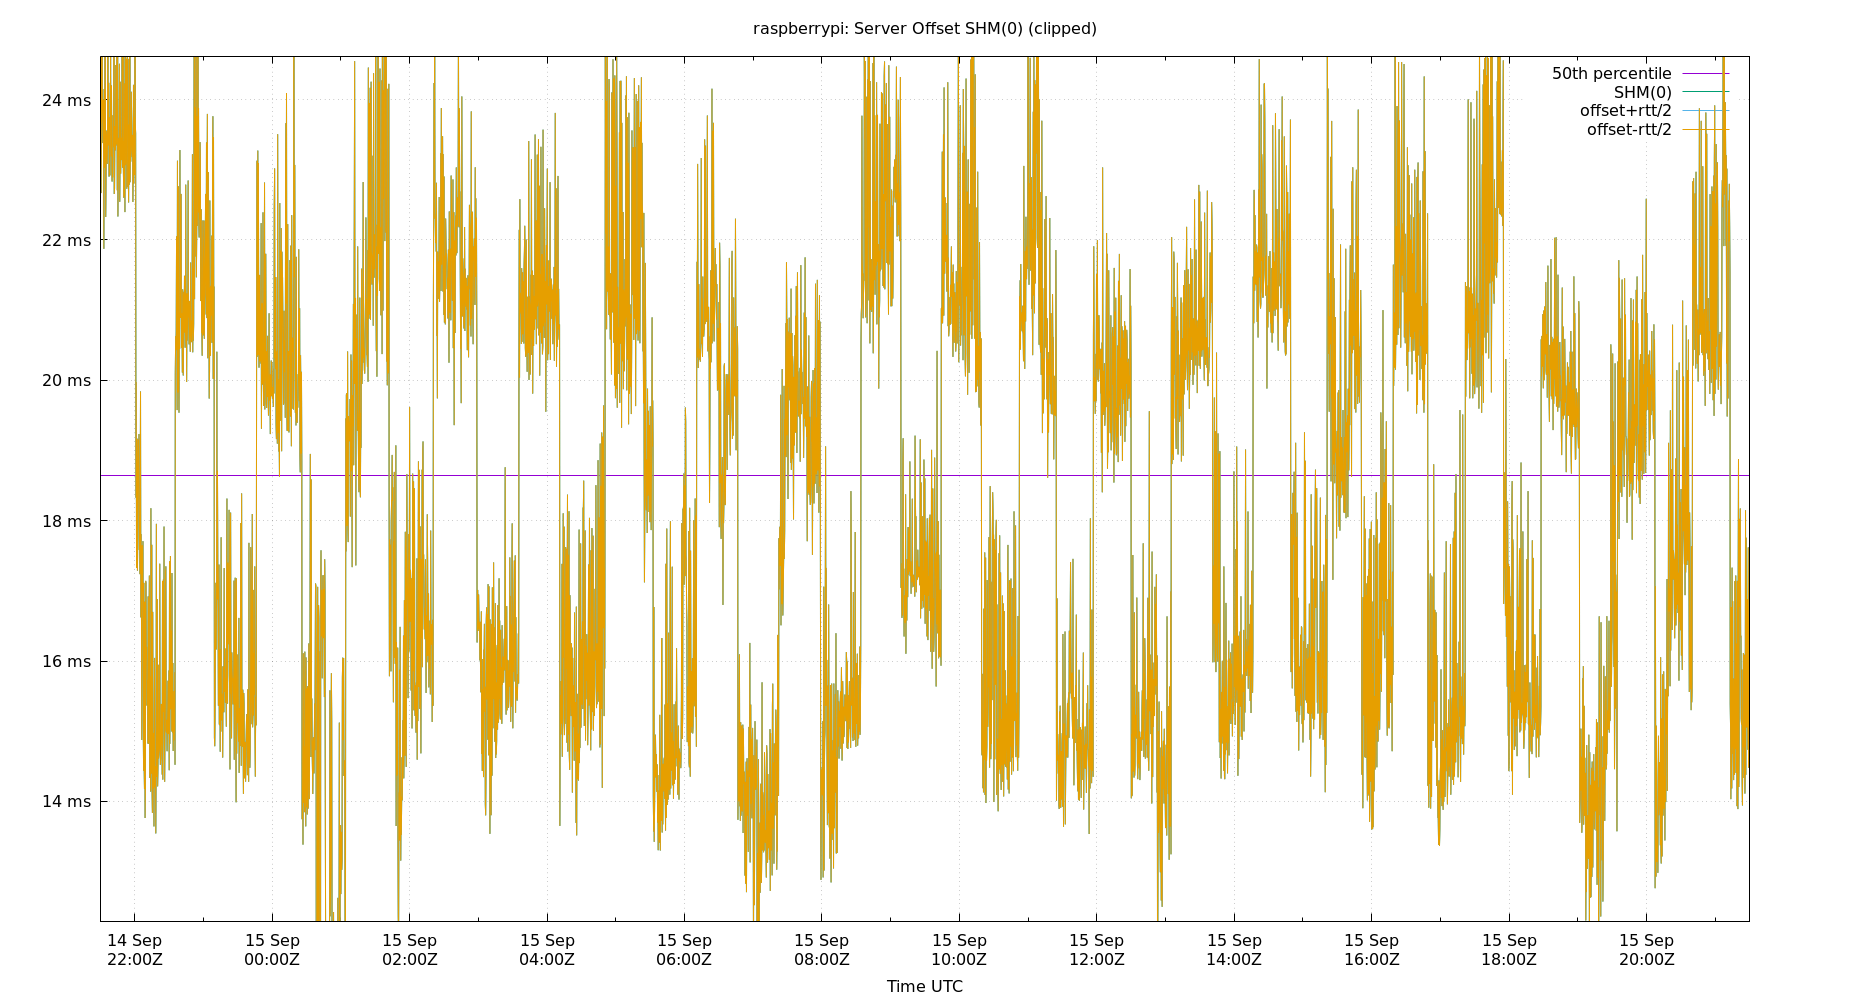 raspberrypi: Server Offset SHM(0) (clipped)
50th percentile
SHM(0)
offset+rtt/2
offset-rtt/2
24 ms
22 ms
20 ms
18 ms
16 ms
14 ms
14 Sep 15 Sep 15 Sep 15 Sep 15 Sep 15 Sep 15 Sep 15 Sep 15 Sep 15 Sep 15 Sep 15 Sep
22:00Z 00:00Z 02:00Z 04:00Z 06:00Z 08:00Z 10:00Z 12:00Z 14:00Z 16:00Z 18:00Z 20:00Z
Time UTC